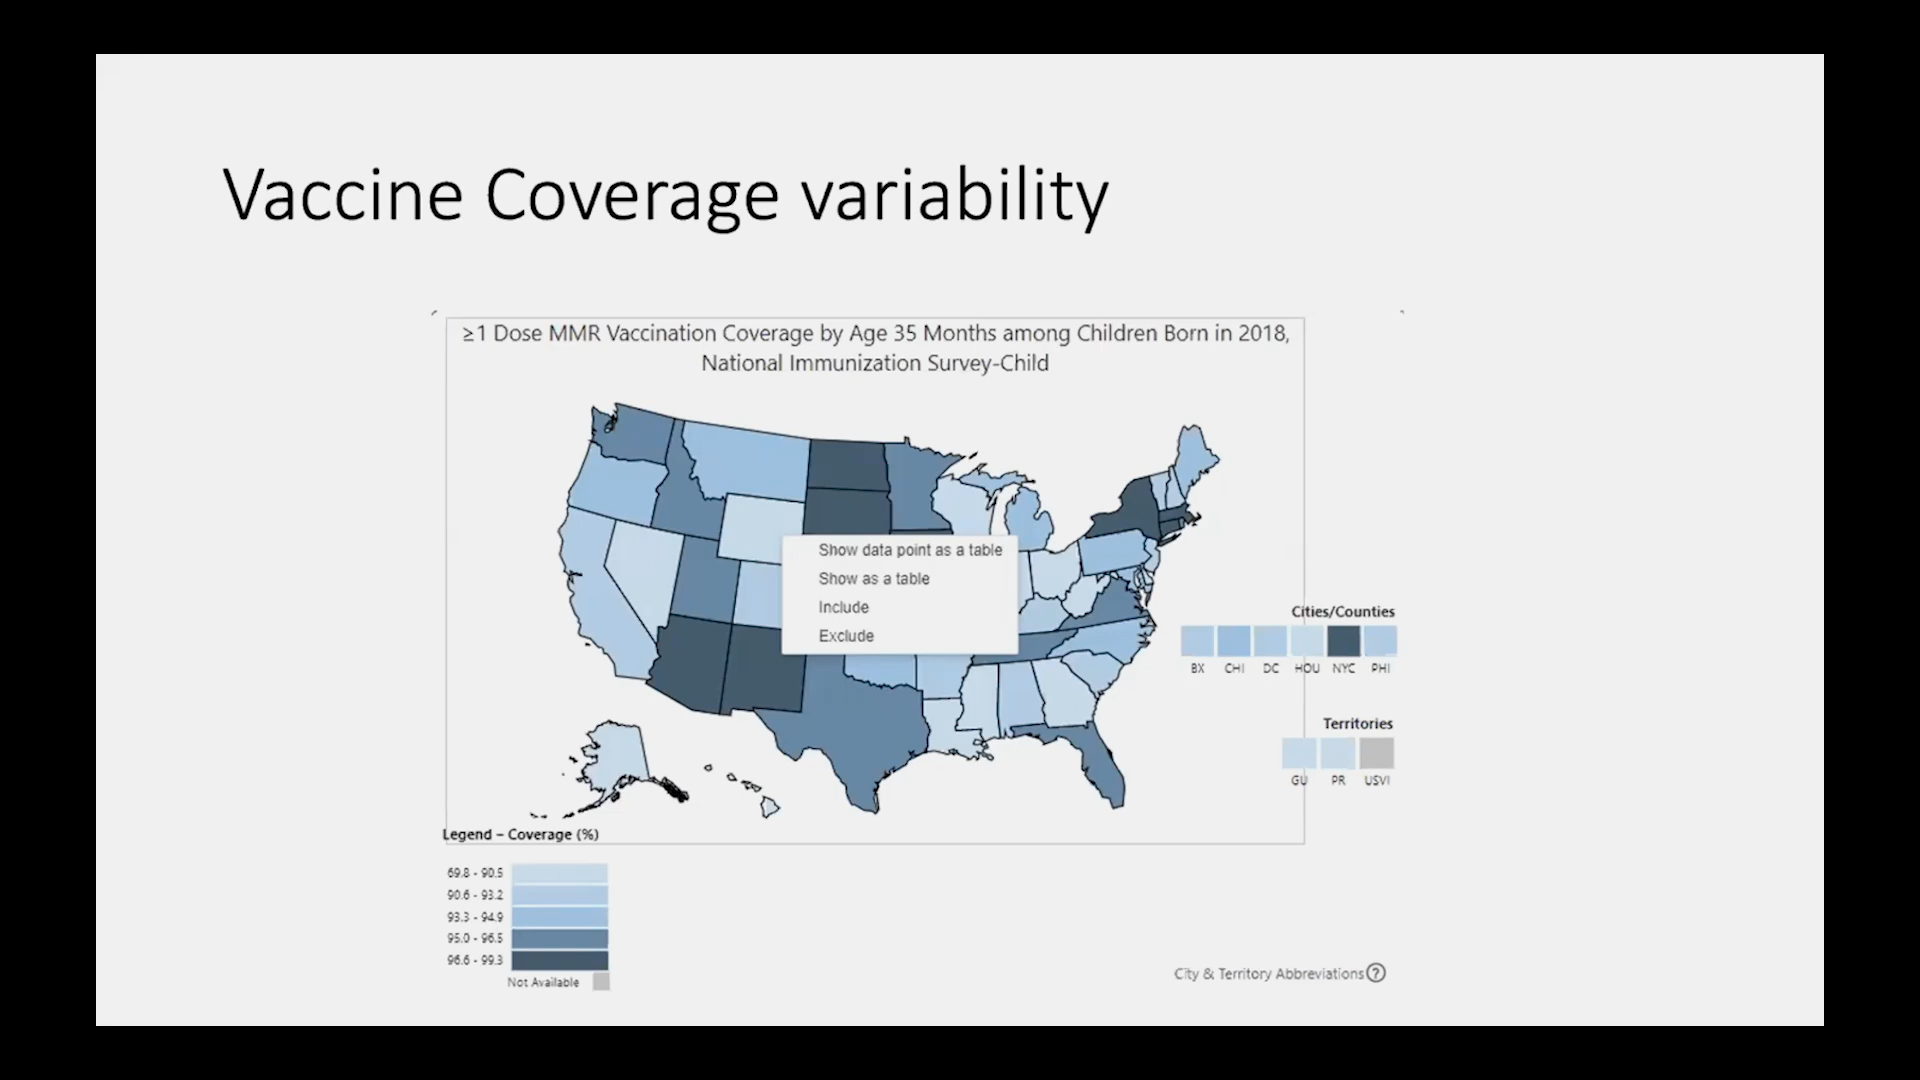 Vaccine Coverage variability
≥1 Dose MMR Vaccination Coverage by Age 35 Months among Children Born in 2018,
National Immunization Survey-Child
Show data point as a table
Show as a table
Include
Exclude
Cities/Counties
BX CHI DC HOU NYC PHI
Territories
GU PR USVI
Legend – Coverage (%)
69.8 - 90.5
90.6 - 93.2
93.3 - 94.9
95.0 - 96.5
96.6 - 99.3
Not Available
City & Territory Abbreviations ?